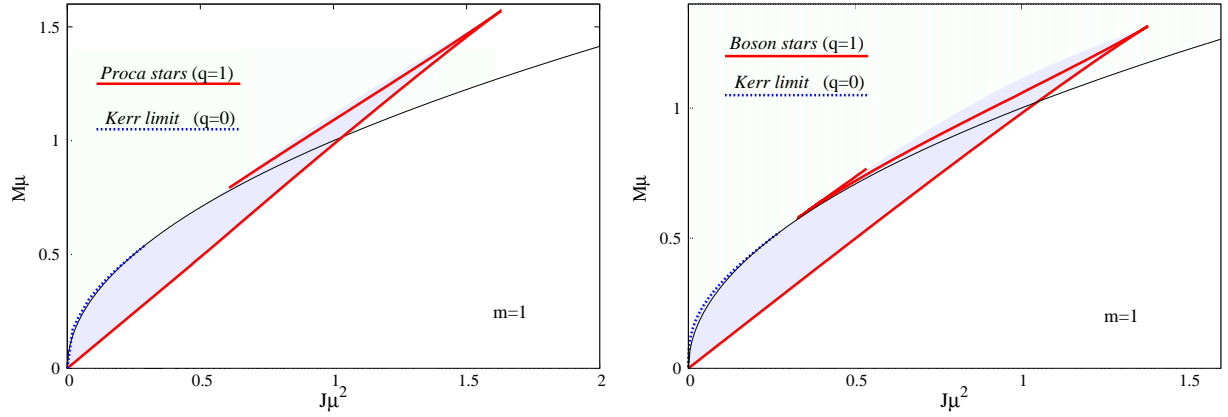 1.5
1
0.5
0
Mμ
Proca stars (q=1)
Kerr limit (q=0)
m=1
0
0.5
1
1.5
2
Jμ²
1
0.5
0
Mμ
Boson stars (q=1)
Kerr limit (q=0)
m=1
0
0.5
1
1.5
Jμ²